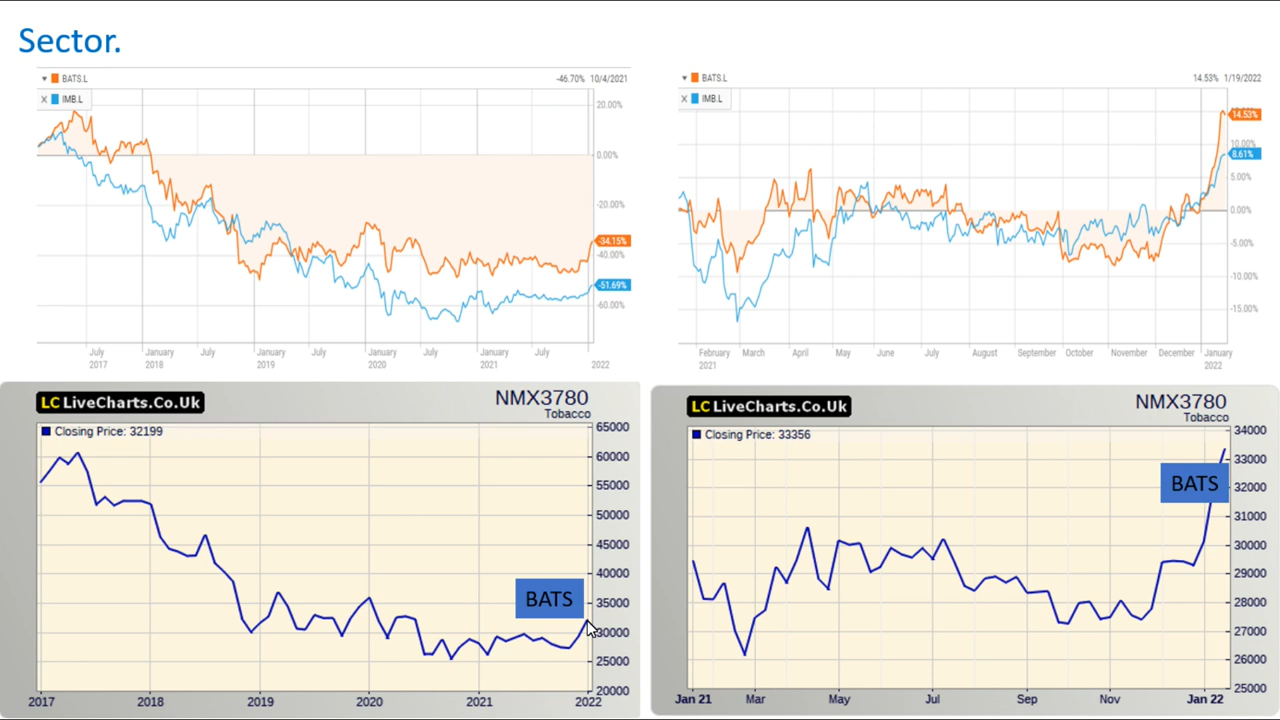 Sector.
▼ BATS.L -46.70% 10/4/2021
X IMB.L
20.00%
0.00%
-20.00%
-34.15%
-40.00%
-51.69%
-60.00%
July January July January July January July January July
2017 2018 2019 2020 2021 2022
▼ BATS.L 14.53% 1/19/2022
X IMB.L
14.53%
10.00%
8.61%
5.00%
0.00%
-5.00%
-10.00%
-15.00%
February March April May June July August September October November December January
2021 2022
LC LiveCharts.Co.Uk NMX3780
Tobacco
Closing Price: 32199
65000
60000
55000
50000
45000
40000
35000
BATS
30000
25000
20000
2017 2018 2019 2020 2021 2022
LC LiveCharts.Co.Uk NMX3780
Tobacco
Closing Price: 33356
34000
33000
BATS
32000
31000
30000
29000
28000
27000
26000
25000
Jan 21 Mar May Jul Sep Nov Jan 22